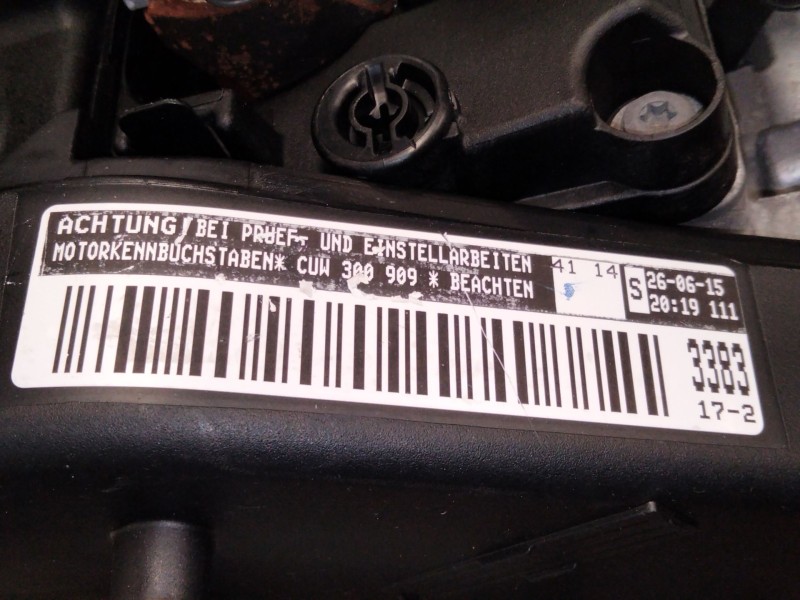 ACHTUNG/BEI PRUEF- UND EINSTELLARBEITEN
MOTORKENNBUCHSTABEN* CUW 300 909 * BEACHTEN
41 14
S
26-06-15
20:19 111
3383
17-2